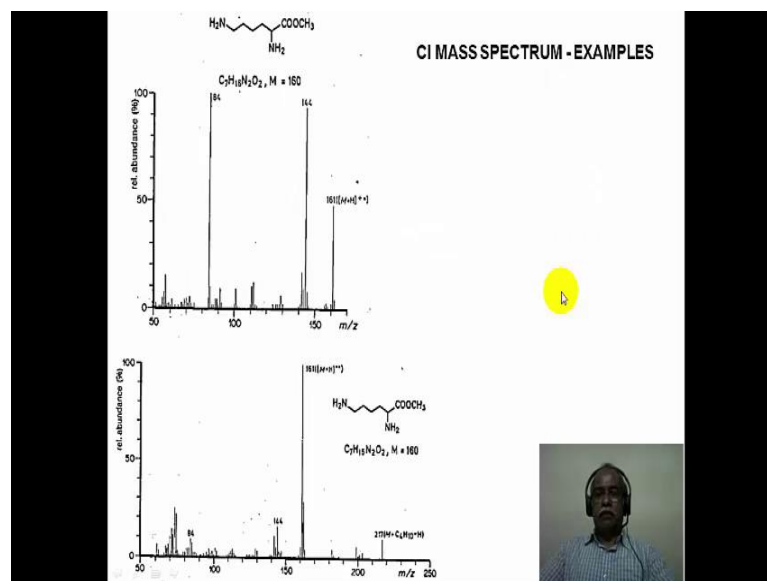 H₂N COOCH₃
NH₂
CI MASS SPECTRUM - EXAMPLES
C₇H₁₆N₂O₂, M = 160
rel. abundance (%)
100
50
0
84
144
161([M+H]⁺•)
50 100 150 m/z
rel. abundance (%)
100
50
0
161([M+H]⁺•)
H₂N COOCH₃
NH₂
C₇H₁₆N₂O₂, M = 160
84
144
217(M+C₄H₁₀+H)
50 100 150 200 250
m/z